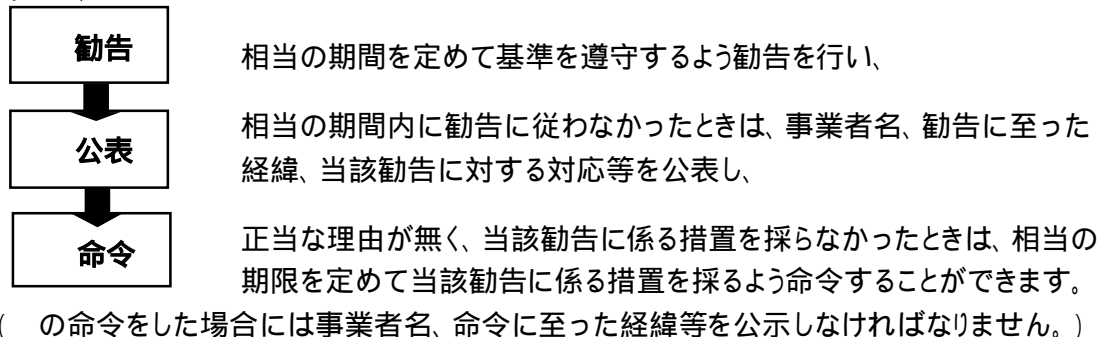 勧告
相当の期間を定めて基準を遵守するよう勧告を行い、
公表
相当の期間内に勧告に従わなかったときは、事業者名、勧告に至った
経緯、当該勧告に対する対応等を公表し、
命令
正当な理由が無く、当該勧告に係る措置を採らなかったときは、相当の
期限を定めて当該勧告に係る措置を採るよう命令することができます。
(　の命令をした場合には事業者名、命令に至った経緯等を公示しなければなりません。)